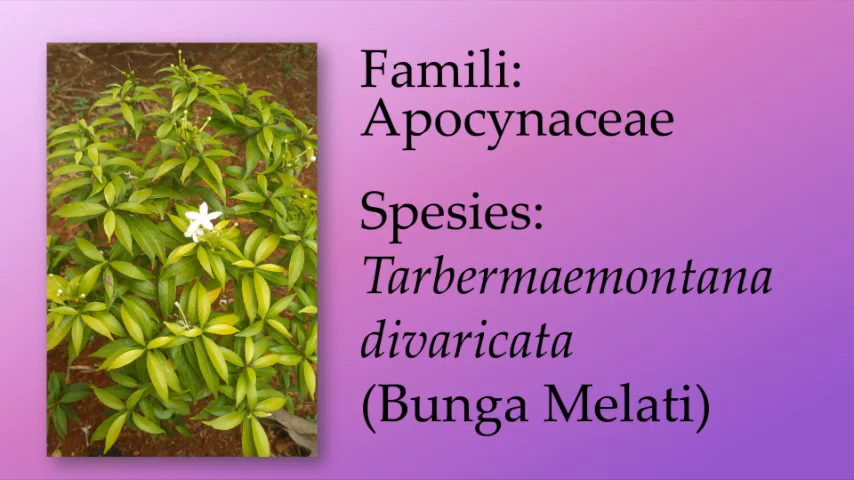 Famili:
Apocynaceae
Spesies:
Tarbermaemontana
divaricata
(Bunga Melati)